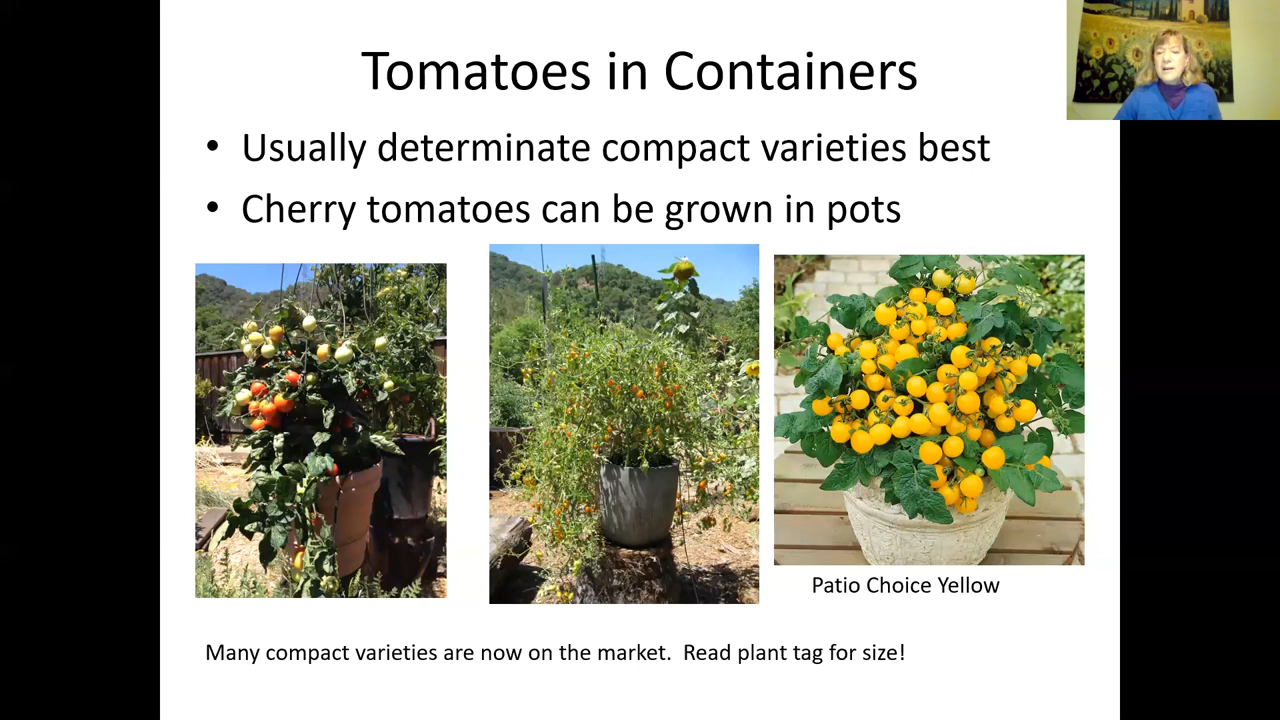 Tomatoes in Containers
• Usually determinate compact varieties best
• Cherry tomatoes can be grown in pots
Patio Choice Yellow
Many compact varieties are now on the market.  Read plant tag for size!